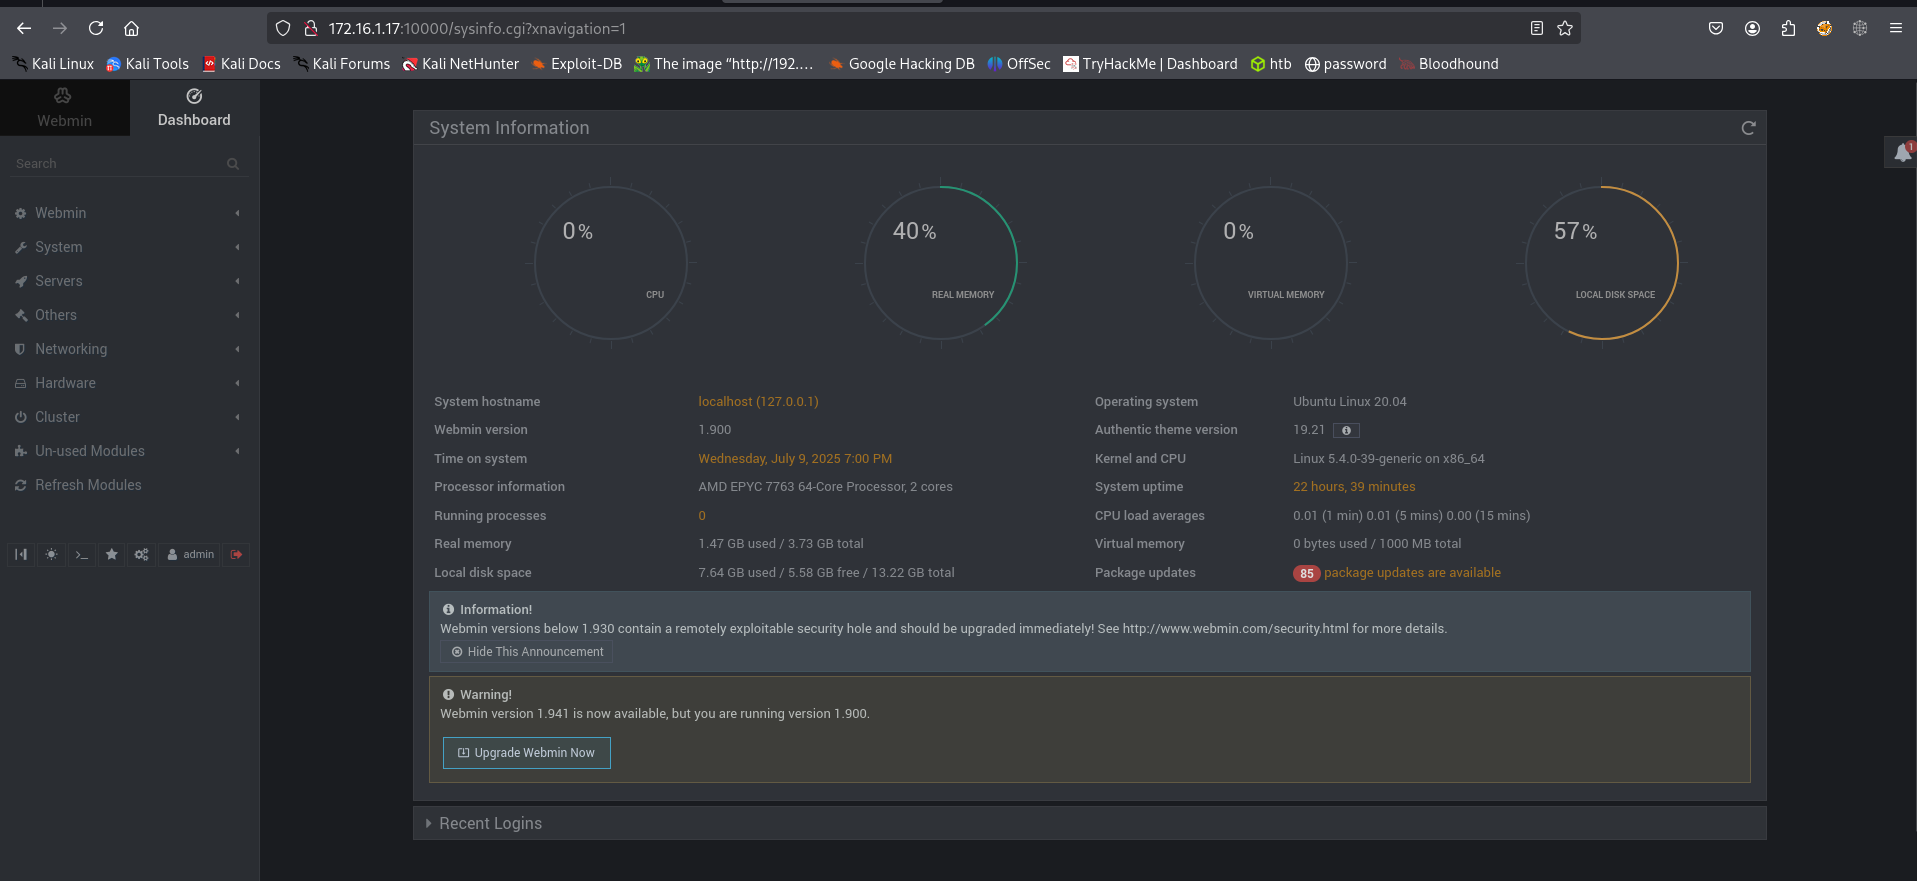 172.16.1.17:10000/sysinfo.cgi?xnavigation=1
Kali Linux Kali Tools Kali Docs Kali Forums Kali NetHunter Exploit-DB The image "http://192.... Google Hacking DB OffSec TryHackMe | Dashboard htb password Bloodhound
Webmin Dashboard
Search
Webmin
System
Servers
Others
Networking
Hardware
Cluster
Un-used Modules
Refresh Modules
admin
System Information
1
0% 40% 0% 57%
CPU REAL MEMORY VIRTUAL MEMORY LOCAL DISK SPACE
System hostname localhost (127.0.0.1) Operating system Ubuntu Linux 20.04
Webmin version 1.900 Authentic theme version 19.21
Time on system Wednesday, July 9, 2025 7:00 PM Kernel and CPU Linux 5.4.0-39-generic on x86_64
Processor information AMD EPYC 7763 64-Core Processor, 2 cores System uptime 22 hours, 39 minutes
Running processes 0 CPU load averages 0.01 (1 min) 0.01 (5 mins) 0.00 (15 mins)
Real memory 1.47 GB used / 3.73 GB total Virtual memory 0 bytes used / 1000 MB total
Local disk space 7.64 GB used / 5.58 GB free / 13.22 GB total Package updates 85 package updates are available
Information!
Webmin versions below 1.930 contain a remotely exploitable security hole and should be upgraded immediately! See http://www.webmin.com/security.html for more details.
Hide This Announcement
Warning!
Webmin version 1.941 is now available, but you are running version 1.900.
Upgrade Webmin Now
Recent Logins